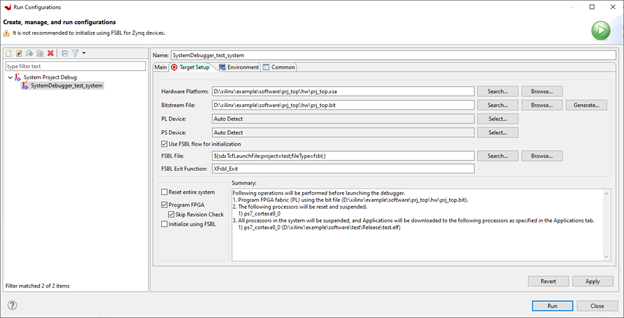 Run Configurations
Create, manage, and run configurations
It is not recommended to initialize using FSBL for Zynq devices.
type filter text
System Project Debug
SystemDebugger_test_system
Filter matched 2 of 2 items
Name: SystemDebugger_test_system
Main Target Setup Environment Common
Hardware Platform: D:\xilinx\example\software\prj_top\hw\prj_top.xsa Search... Browse...
Bitstream File: D:\xilinx\example\software\prj_top\hw\prj_top.bit Search... Browse... Generate...
PL Device: Auto Detect Select...
PS Device: Auto Detect Select...
Use FSBL flow for initialization
FSBL File: ${sdxTcfLaunchFile:project=test;fileType=fsbl;} Search... Browse...
FSBL Exit Function: XFsbl_Exit
Reset entire system
Program FPGA
Skip Revision Check
Initialize using FSBL
Summary:
Following operations will be performed before launching the debugger.
1. Program FPGA fabric (PL) using the bit file (D:\xilinx\example\software\prj_top\hw\prj_top.bit).
2. The following processors will be reset and suspended.
1) ps7_cortexa9_0
3. All processors in the system will be suspended, and Applications will be downloaded to the following processors as specified in the Applications tab.
1) ps7_cortexa9_0 (D:\xilinx\example\software\test\Release\test.elf)
Revert Apply
Run Close